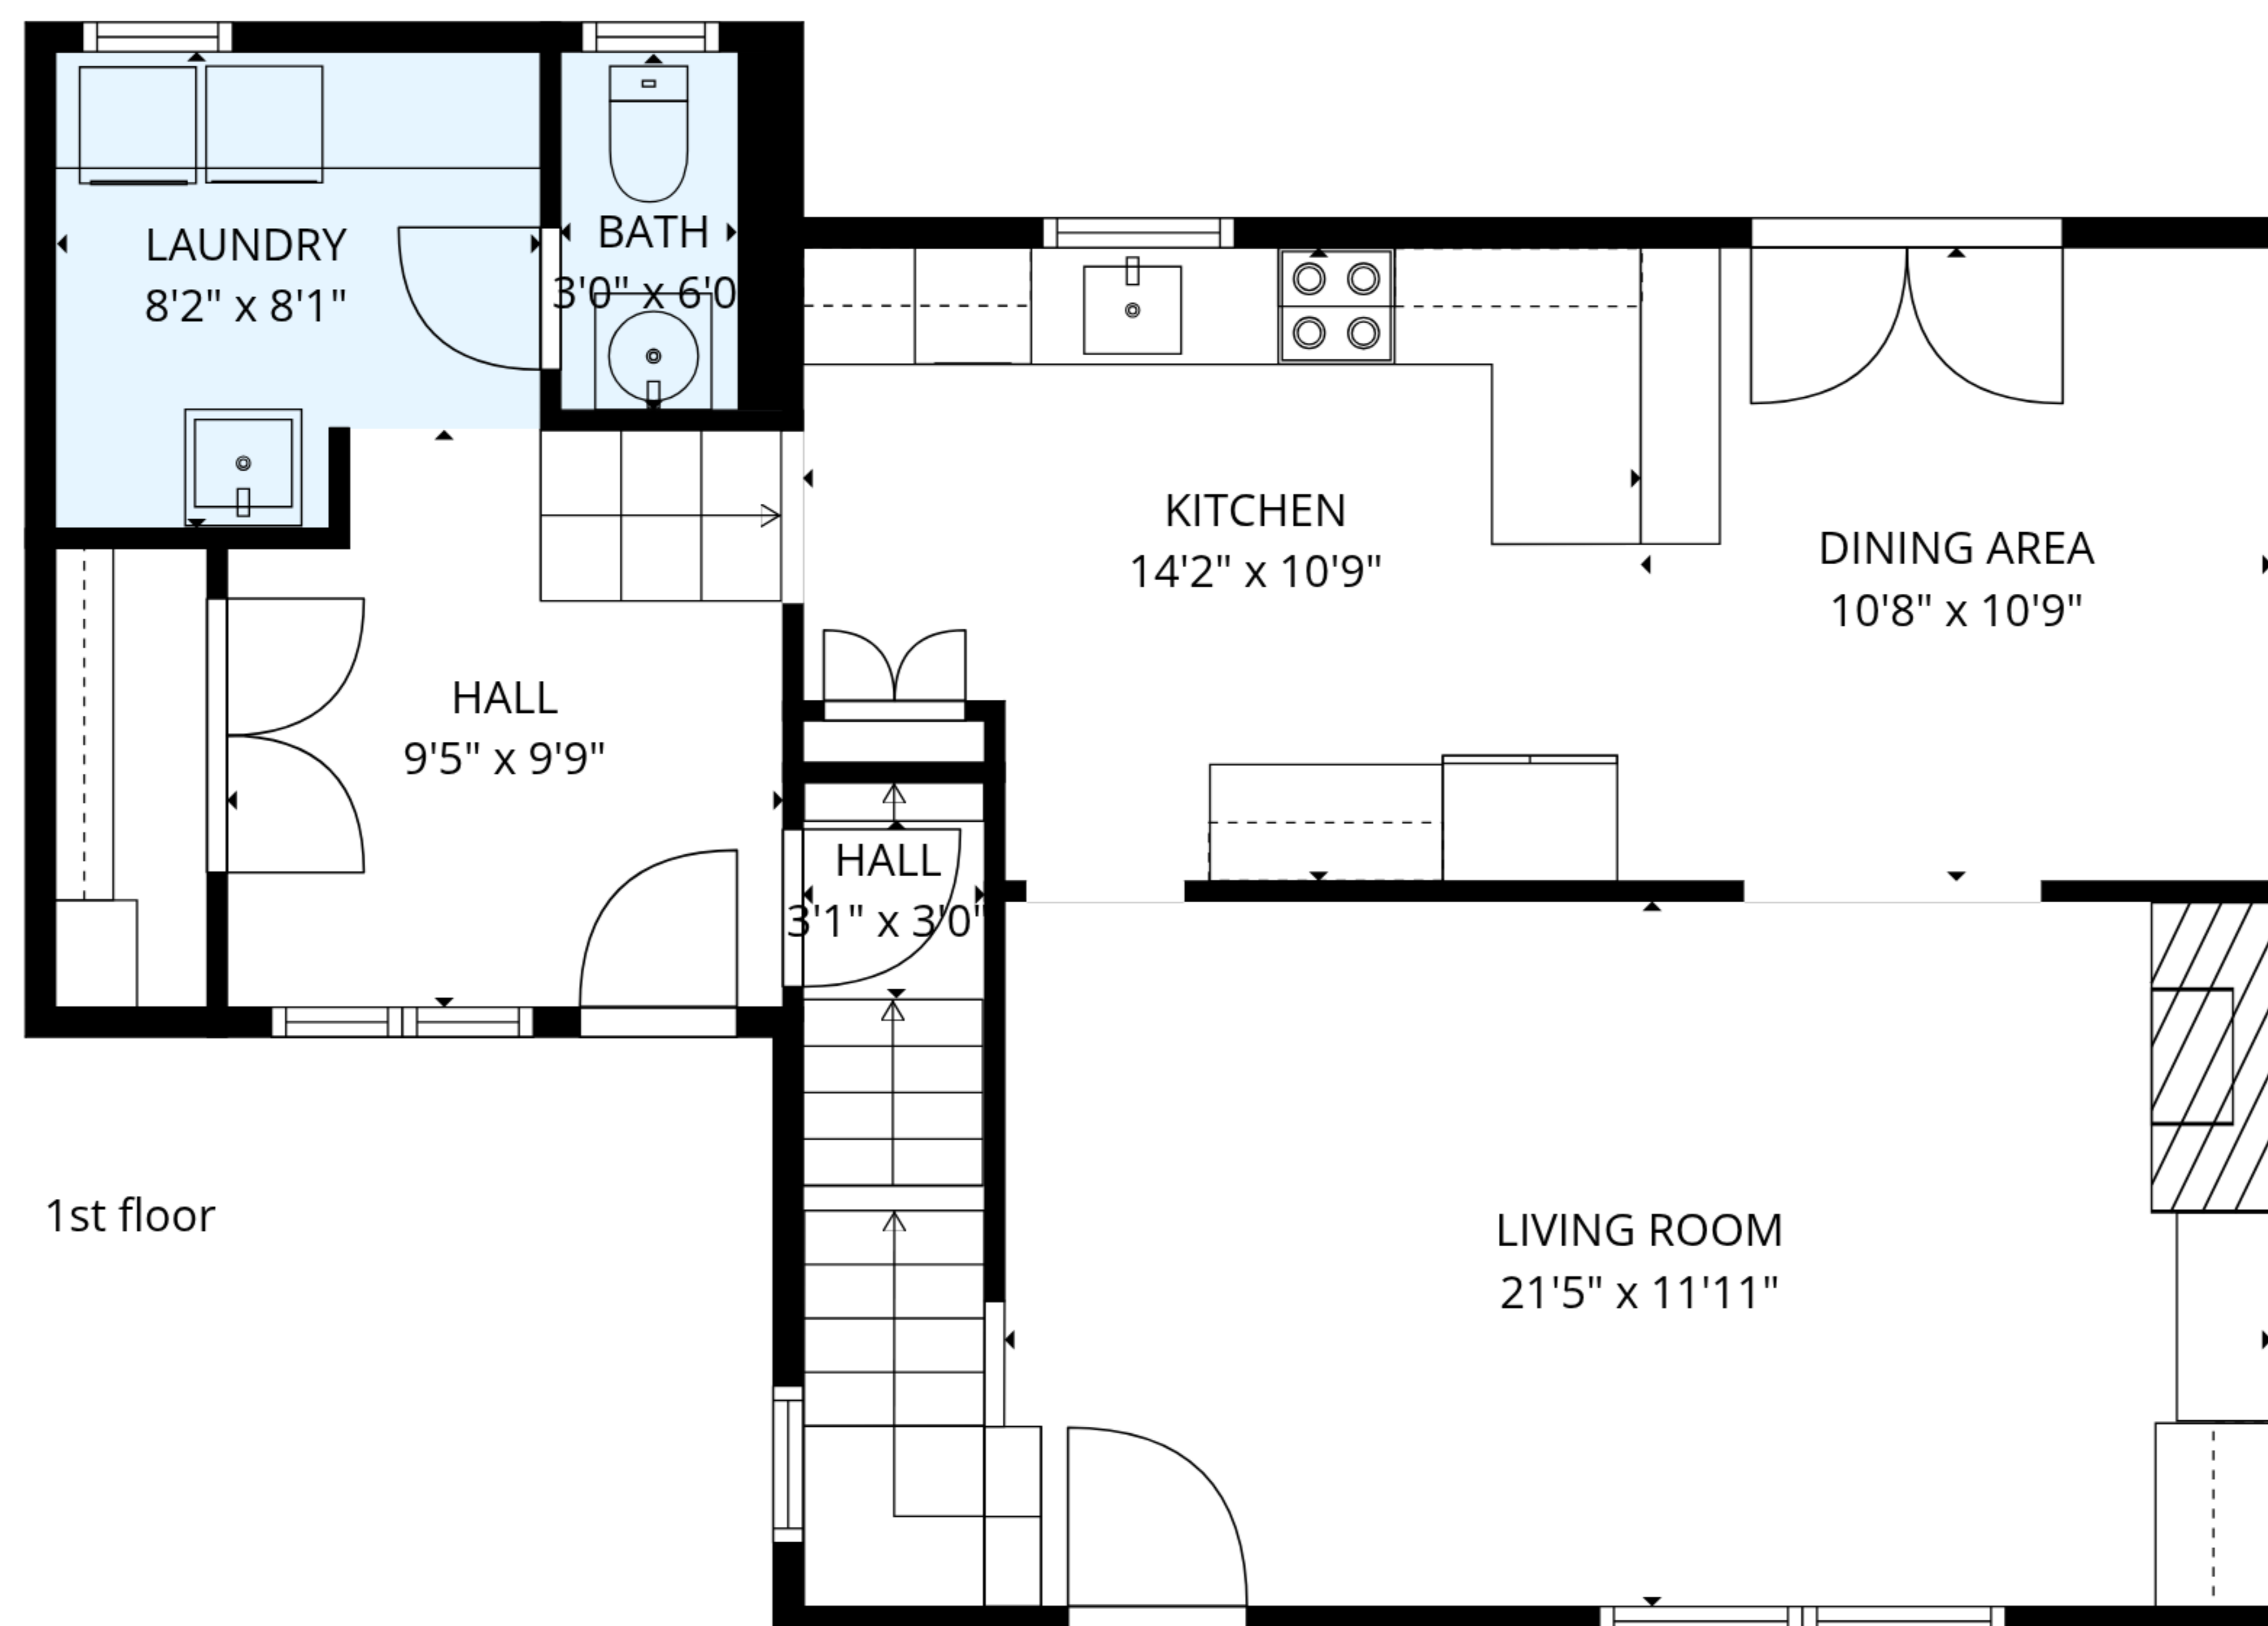 LAUNDRY
8'2" x 8'1"
BATH
3'0" x 6'0
KITCHEN
14'2" x 10'9"
DINING AREA
10'8" x 10'9"
HALL
9'5" x 9'9"
HALL
3'1" x 3'0"
LIVING ROOM
21'5" x 11'11"
1st floor